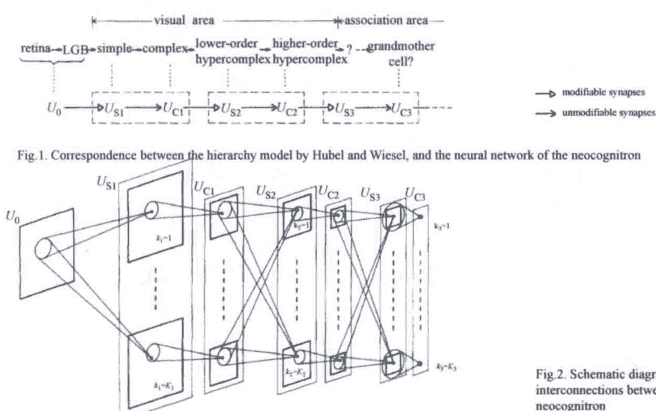 visual area association area
retina LGB simple complex lower-order hypercomplex higher-order hypercomplex ? grandmother cell?
U0 US1 UC1 US2 UC2 US3 UC3
modifiable synapses
unmodifiable synapses
Fig.1. Correspondence between the hierarchy model by Hubel and Wiesel, and the neural network of the neocognitron
U0 US1 UC1 US2 UC2 US3 UC3
k1=1 k2=1 k3=1
k1=K1 k2=K2 k3=K3
Fig.2. Schematic diagra
interconnections betwe
neocognitron